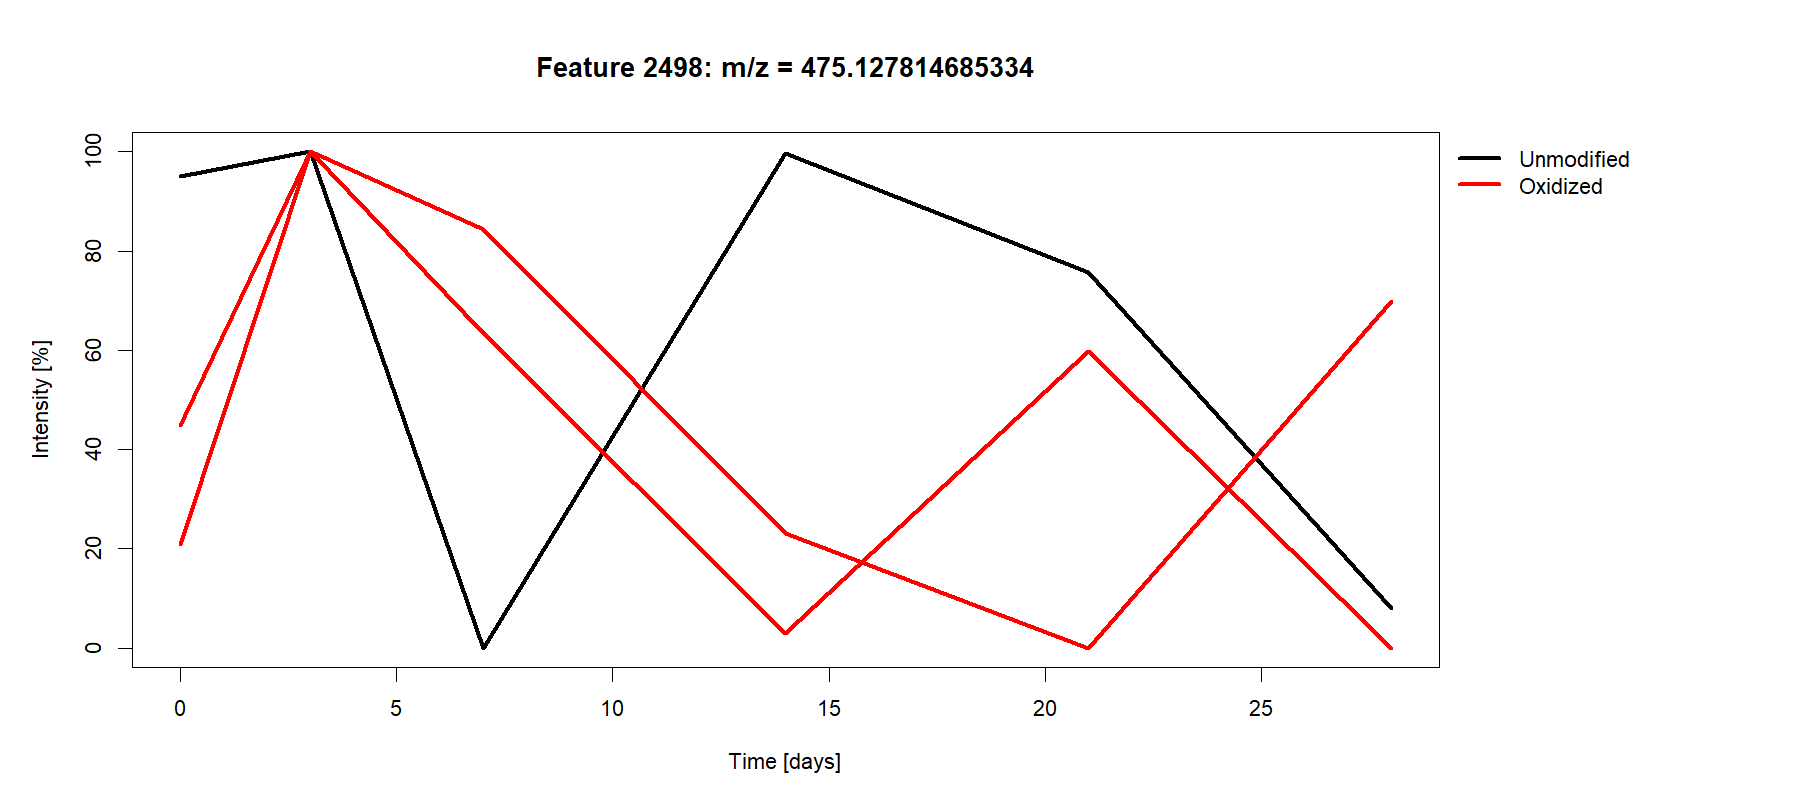 Feature 2498: m/z = 475.127814685334
Unmodified
Oxidized
Intensity [%]
100
80
60
40
20
0
0 5 10 15 20 25
Time [days]